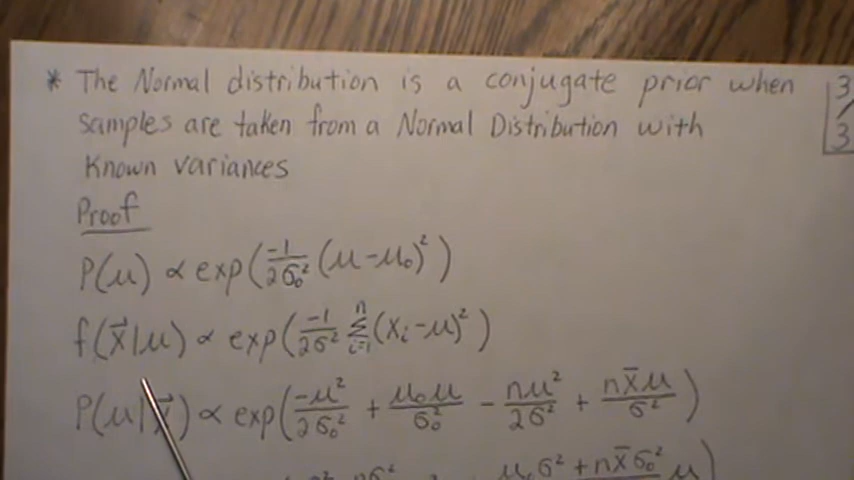 * The Normal distribution is a conjugate prior when
samples are taken from a Normal Distribution with
Known variances
Proof
P(μ) ∝ exp(-1/2σ₀² (μ-μ₀)²)
f(x⃗|μ) ∝ exp(-1/2σ² Σᵢ₌₁ⁿ (xᵢ-μ)²)
P(μ|x⃗) ∝ exp(-μ²/2σ₀² + μ₀μ/σ₀² - nμ²/2σ² + nx̄μ/σ²)
3/3